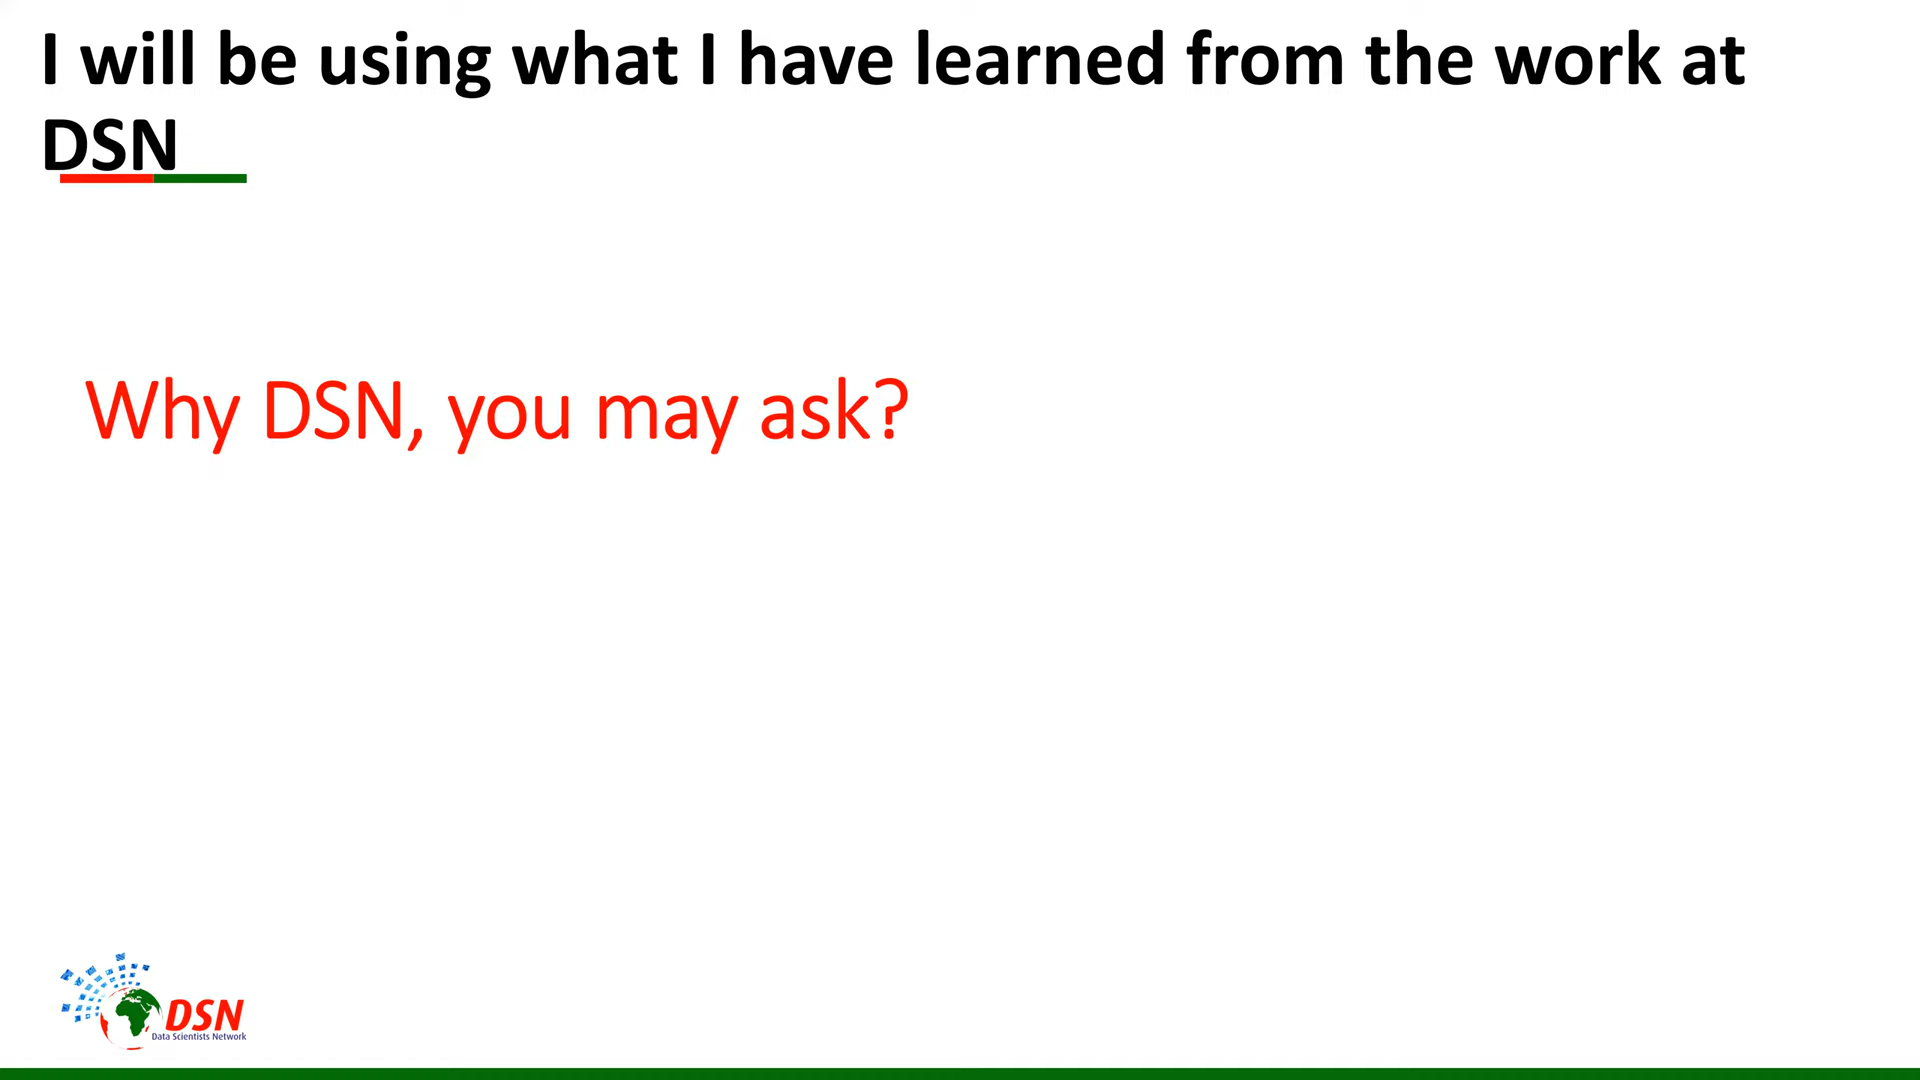 I will be using what I have learned from the work at
DSN
Why DSN, you may ask?
DSN
Data Scientists Network